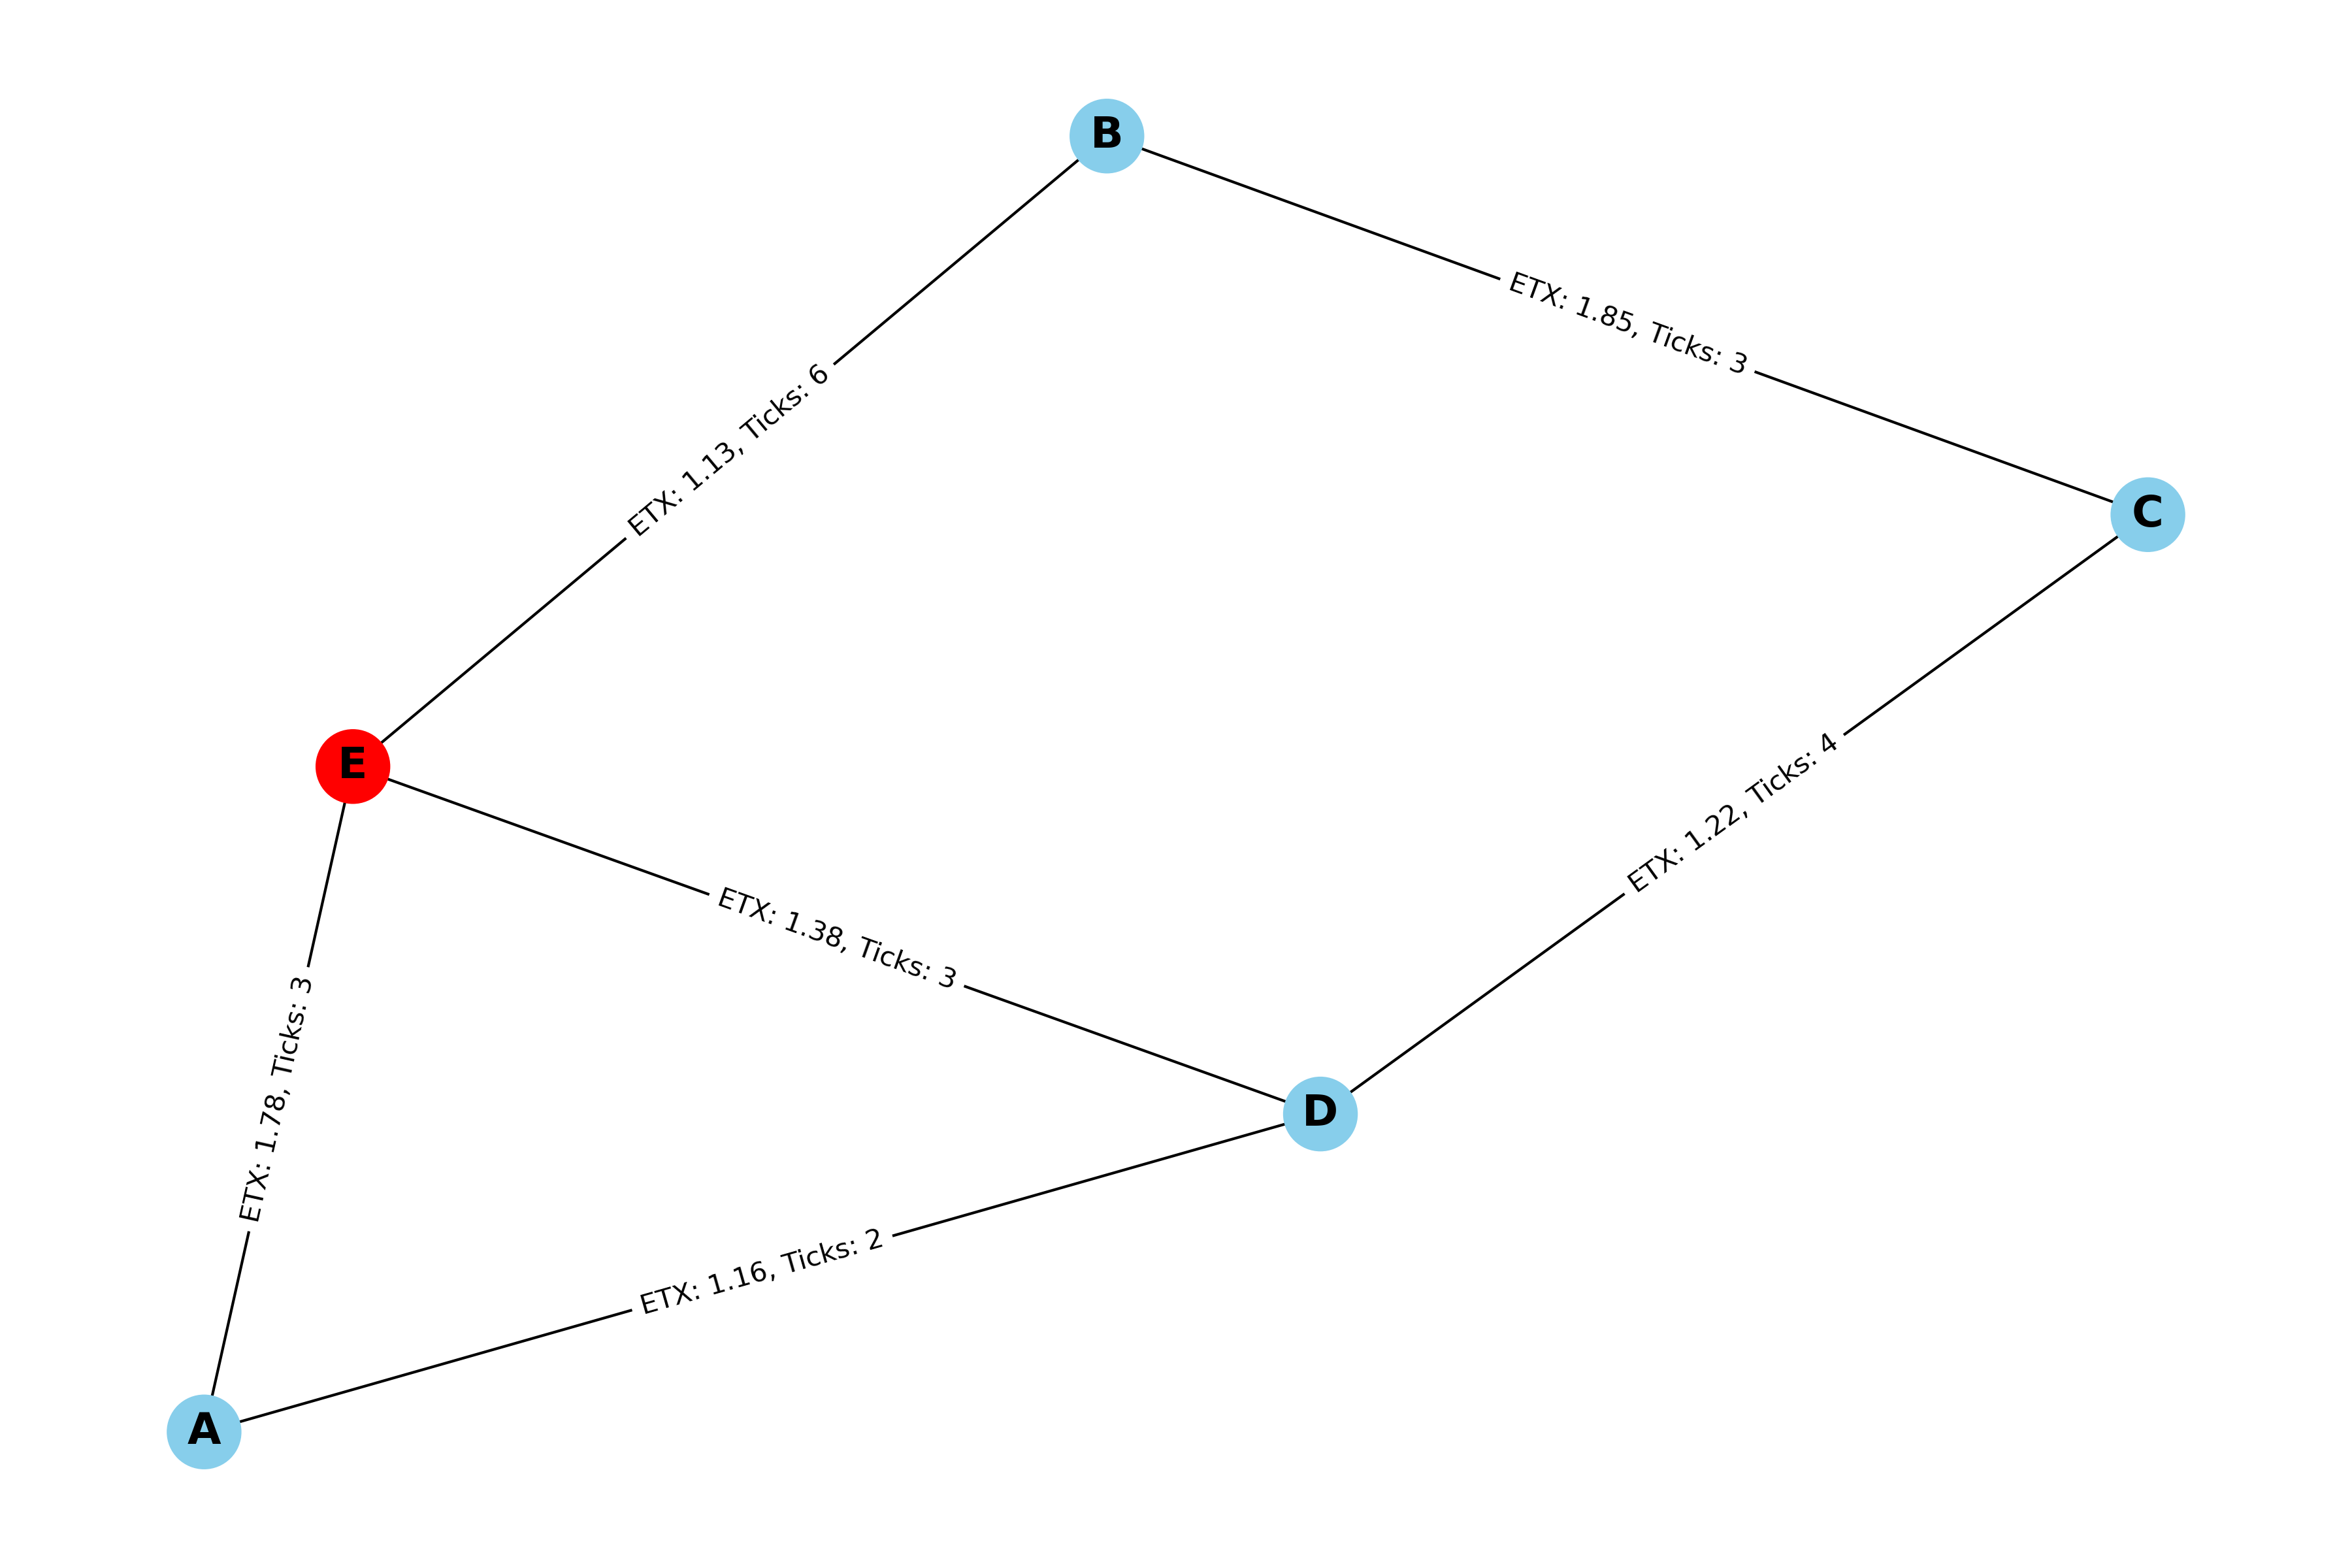 B
ETX: 1.85, Ticks: 3
ETX: 1.13, Ticks: 6
C
E
ETX: 1.22, Ticks: 4
ETX: 1.38, Ticks: 3
ETX: 1.78, Ticks: 3
D
ETX: 1.16, Ticks: 2
A